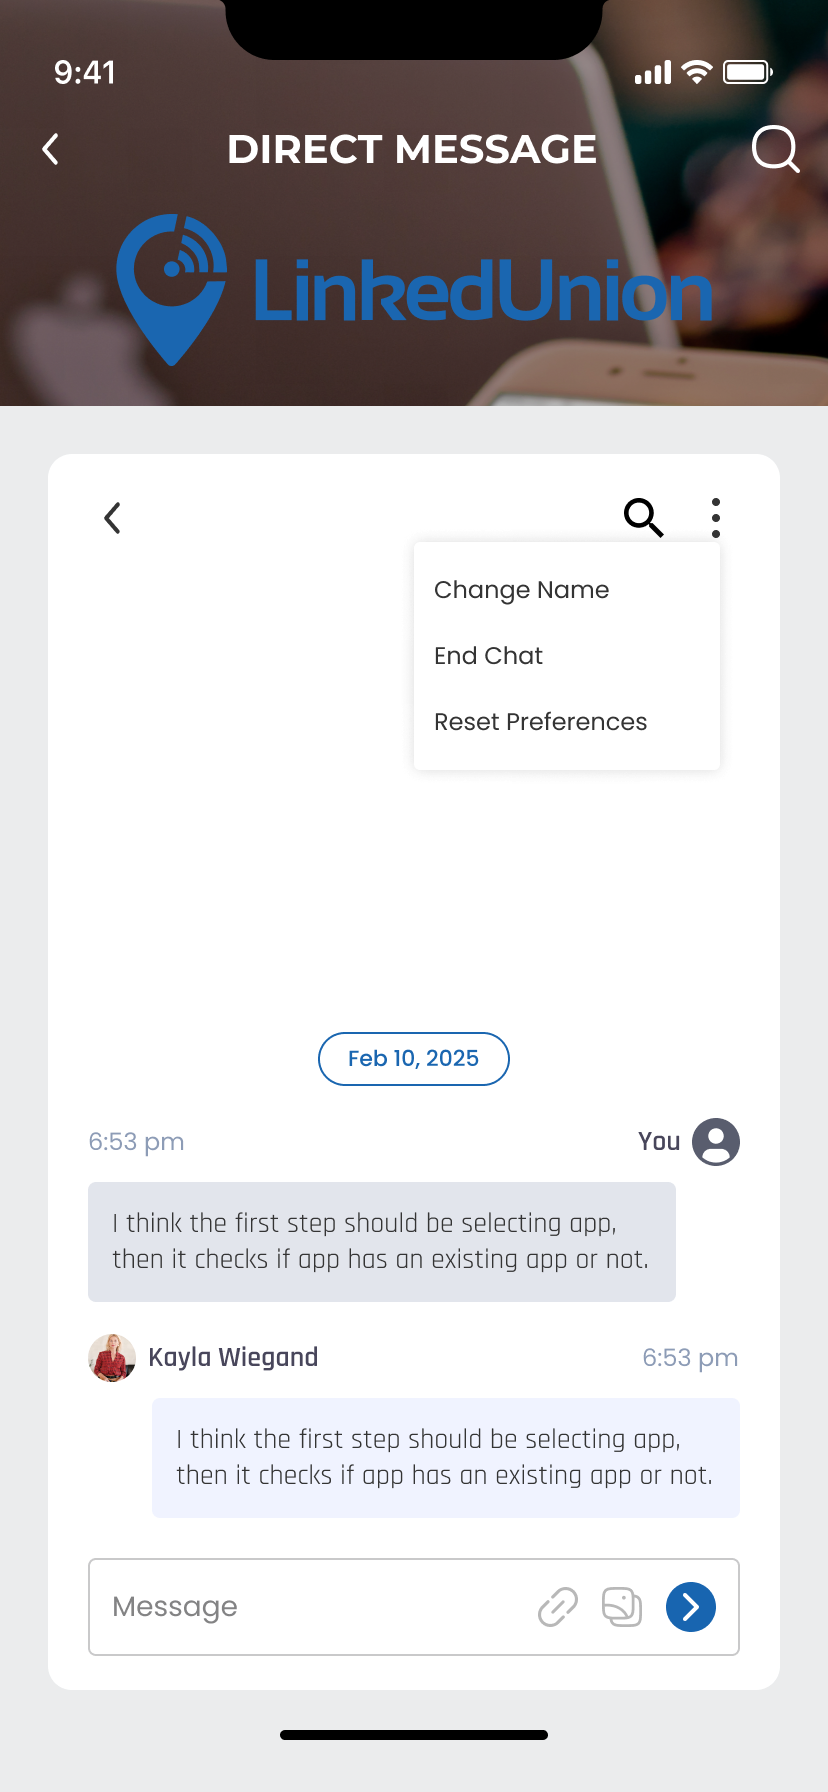 9:41
DIRECT MESSAGE
LinkedUnion
Change Name
End Chat
Reset Preferences
Feb 10, 2025
6:53 pm
You
I think the first step should be selecting app,
then it checks if app has an existing app or not.
Kayla Wiegand
6:53 pm
I think the first step should be selecting app,
then it checks if app has an existing app or not.
Message